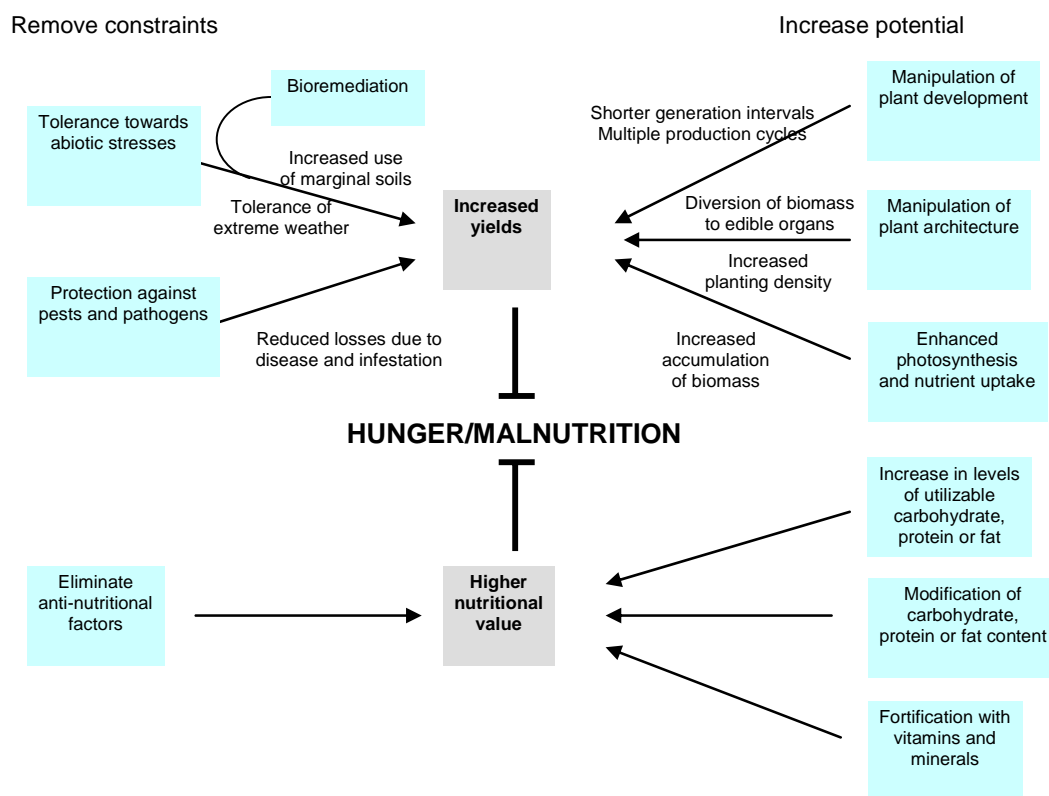 Remove constraints
Increase potential
Bioremediation
Tolerance towards
abiotic stresses
Increased use
of marginal soils
Tolerance of
extreme weather
Protection against
pests and pathogens
Reduced losses due to
disease and infestation
Increased
yields
Shorter generation intervals
Multiple production cycles
Manipulation of
plant development
Diversion of biomass
to edible organs
Manipulation of
plant architecture
Increased
planting density
Increased
accumulation
of biomass
Enhanced
photosynthesis
and nutrient uptake
HUNGER/MALNUTRITION
Eliminate
anti-nutritional
factors
Higher
nutritional
value
Increase in levels
of utilizable
carbohydrate,
protein or fat
Modification of
carbohydrate,
protein or fat content
Fortification with
vitamins and
minerals